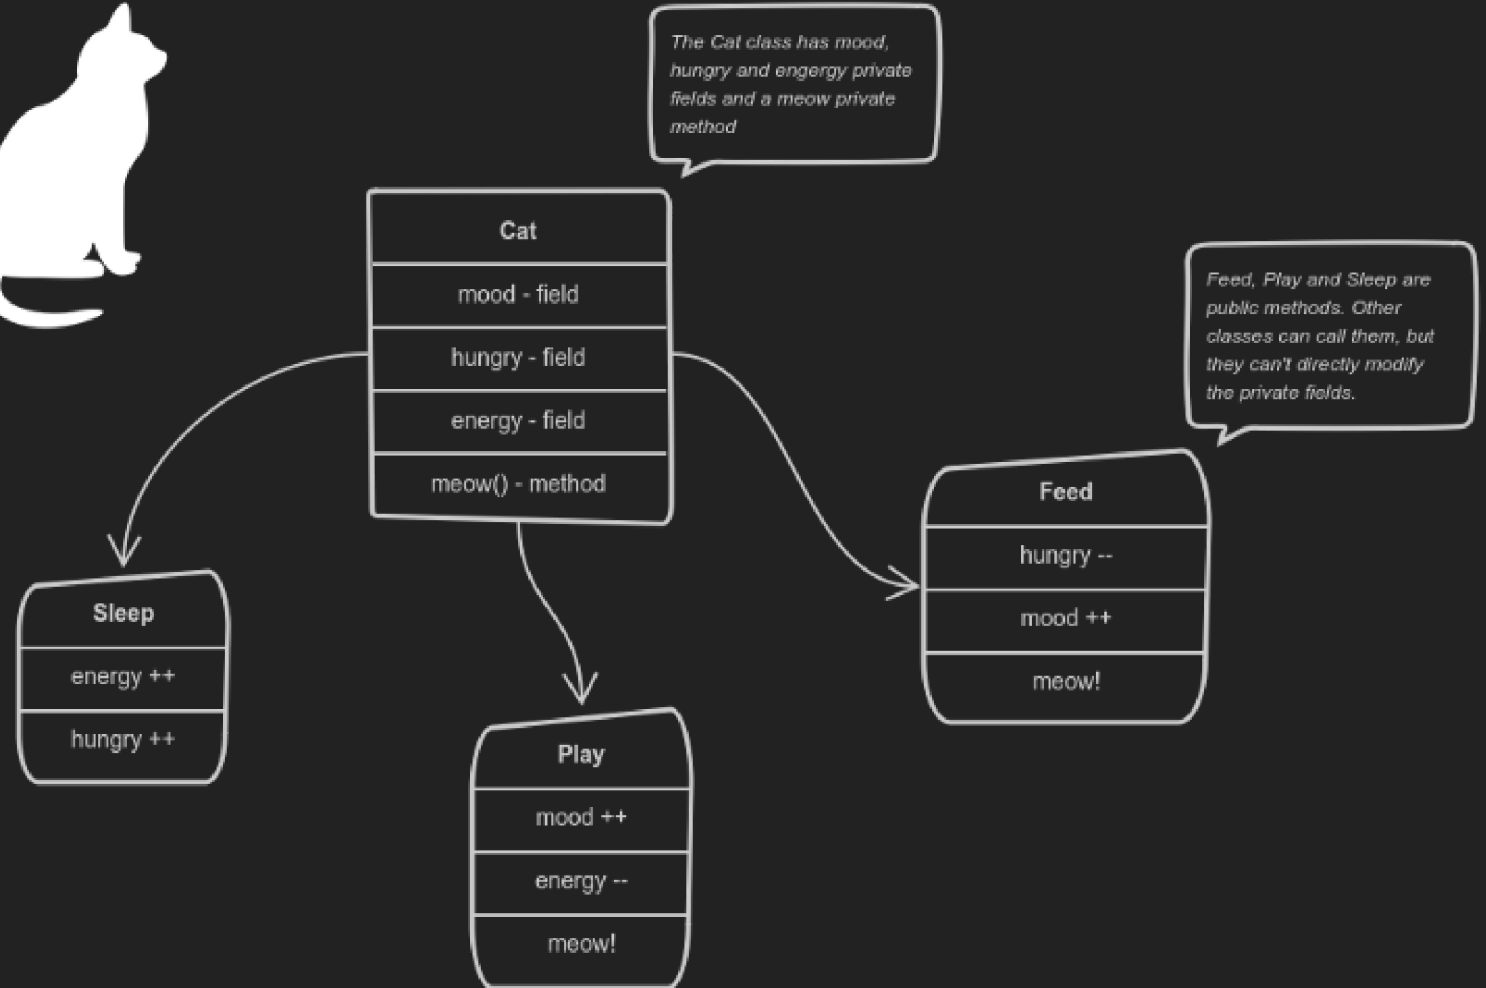 The Cat class has mood,
hungry and engergy private
fields and a meow private
method
Cat
mood - field
hungry - field
energy - field
meow() - method
Feed, Play and Sleep are
public methods. Other
classes can call them, but
they can't directly modify
the private fields.
Feed
hungry --
mood ++
meow!
Sleep
energy ++
hungry ++
Play
mood ++
energy --
meow!